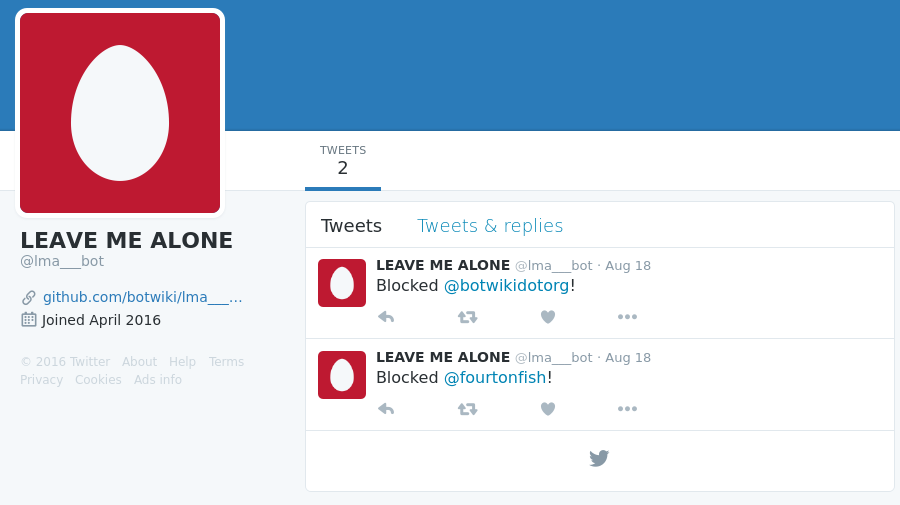 TWEETS
2
LEAVE ME ALONE
@lma___bot
github.com/botwiki/lma___…
Joined April 2016
© 2016 Twitter About Help Terms
Privacy Cookies Ads info
Tweets Tweets & replies
LEAVE ME ALONE @lma___bot · Aug 18
Blocked @botwikidotorg!
LEAVE ME ALONE @lma___bot · Aug 18
Blocked @fourtonfish!